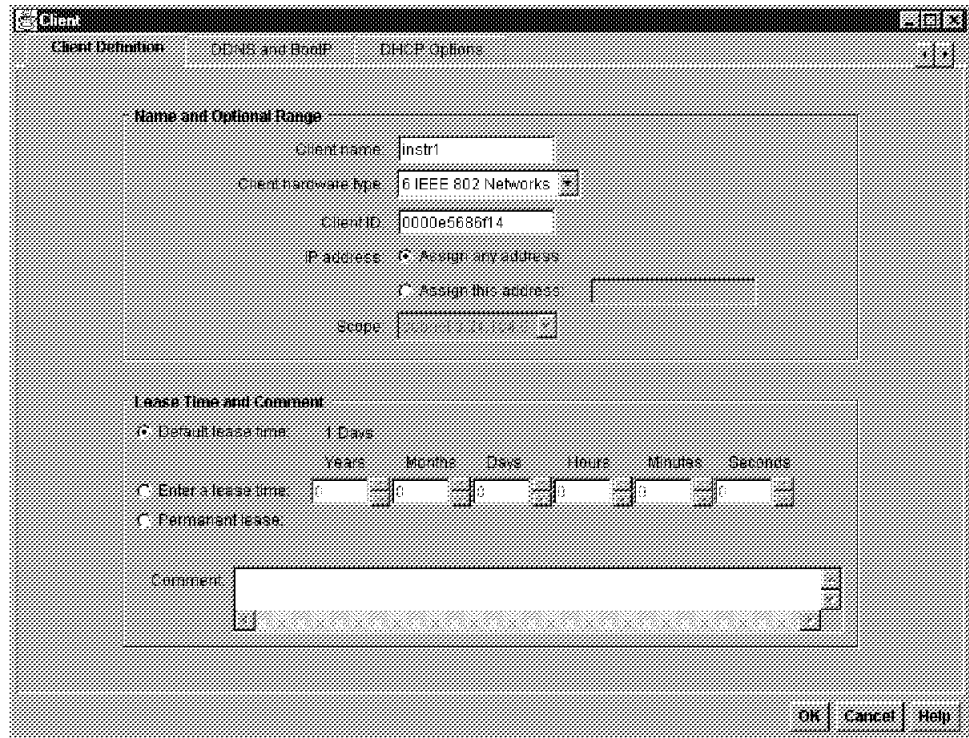 Client
Client Definition DDNS and BootP DHCP Options
Name and Optional Range
Client name: instr1
Client hardware type: 6 IEEE 802 Networks
Client ID: 0000e5686f14
IP address: Assign any address
Assign this address:
Scope:
Lease Time and Comment
Default lease time: 1 Days
Years Months Days Hours Minutes Seconds
Enter a lease time: 0 0 0 0 0 0
Permanant lease.
Comment:
OK Cancel Help